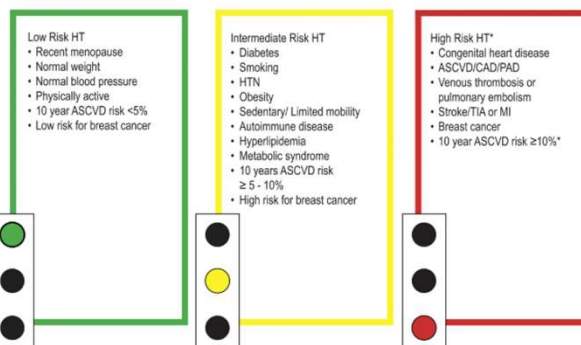 Low Risk HT
• Recent menopause
• Normal weight
• Normal blood pressure
• Physically active
• 10 year ASCVD risk <5%
• Low risk for breast cancer
Intermediate Risk HT
• Diabetes
• Smoking
• HTN
• Obesity
• Sedentary/ Limited mobility
• Autoimmune disease
• Hyperlipidemia
• Metabolic syndrome
• 10 years ASCVD risk
≥ 5 - 10%
• High risk for breast cancer
High Risk HT*
• Congenital heart disease
• ASCVD/CAD/PAD
• Venous thrombosis or
pulmonary embolism
• Stroke/TIA or MI
• Breast cancer
• 10 year ASCVD risk ≥10%*